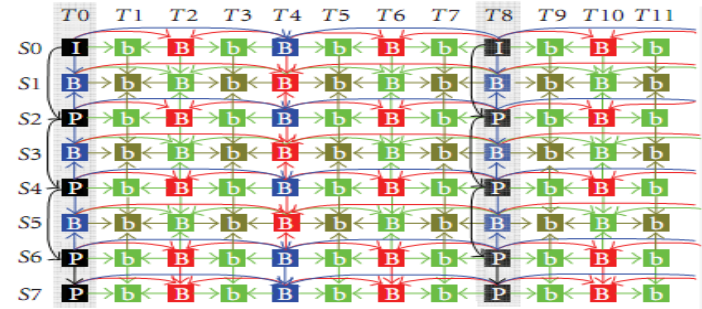 T0 T1 T2 T3 T4 T5 T6 T7 T8 T9 T10 T11
S0 I b B b B b B b I b B b
S1 B b B b B b B b B b B b
S2 P b B b B b B b P b B b
S3 B b B b B b B b B b B b
S4 P b B b B b B b P b B b
S5 B b B b B b B b B b B b
S6 P b B b B b B b P b B b
S7 P b B b B b B b P b B b